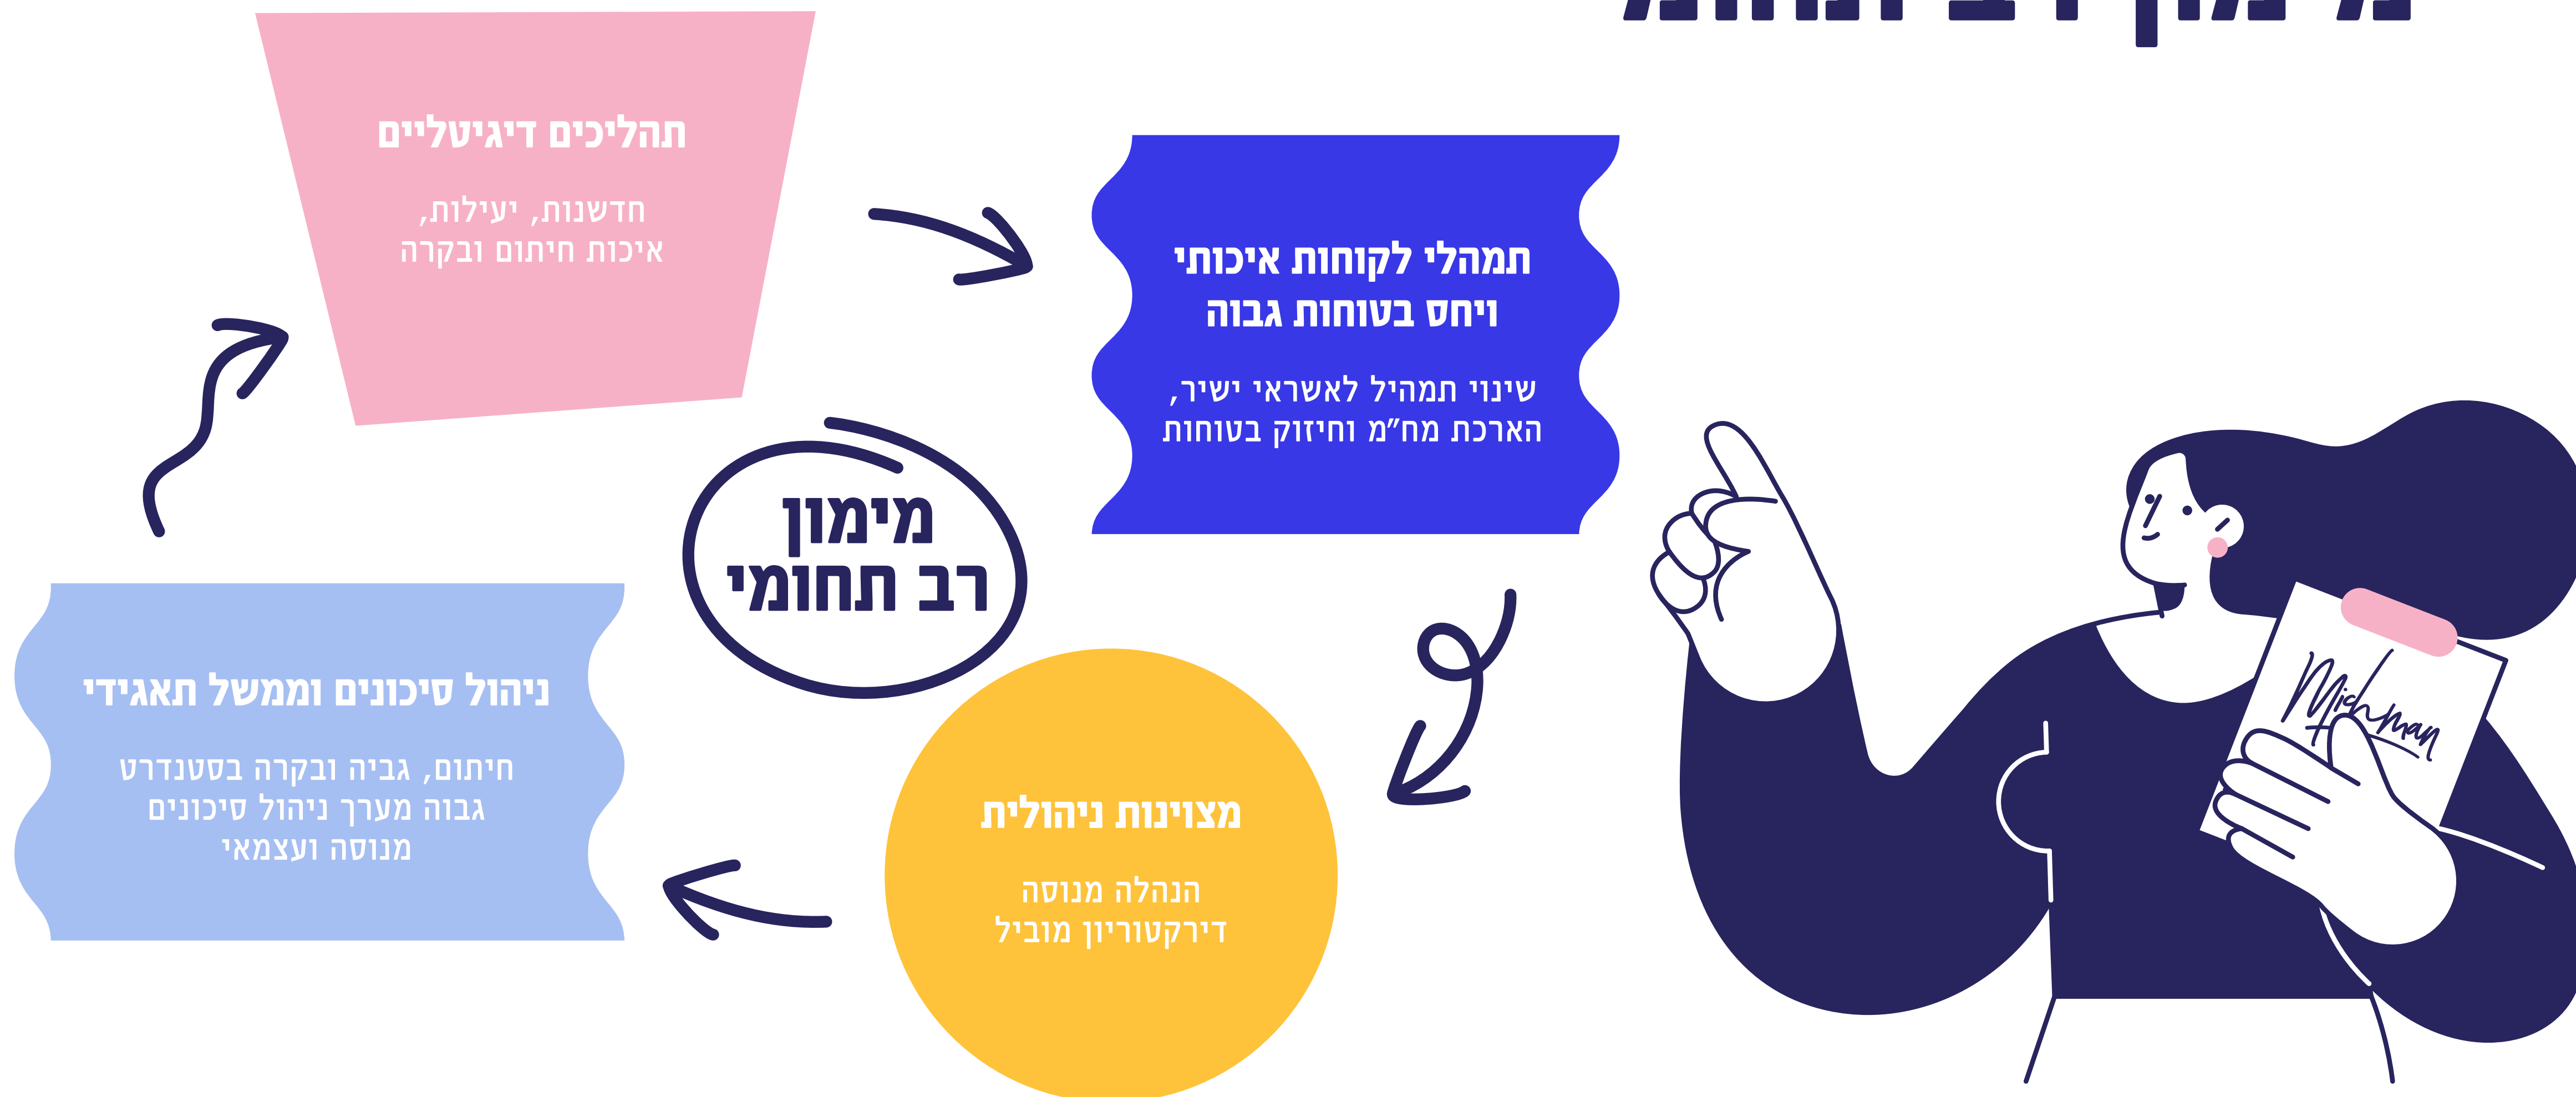 תהליכים דיגיטליים
חדשנות, יעילות,
איכות חיתום ובקרה
תמהלי לקוחות איכותי
ויחס בטוחות גבוה
שינוי תמהיל לאשראי ישיר,
הארכת מח"מ וחיזוק בטוחות
מימון
רב תחומי
מצוינות ניהולית
הנהלה מנוסה
דירקטוריון מוביל
ניהול סיכונים וממשל תאגידי
חיתום, גביה ובקרה בסטנדרט
גבוה מערך ניהול סיכונים
מנוסה ועצמאי
Michman